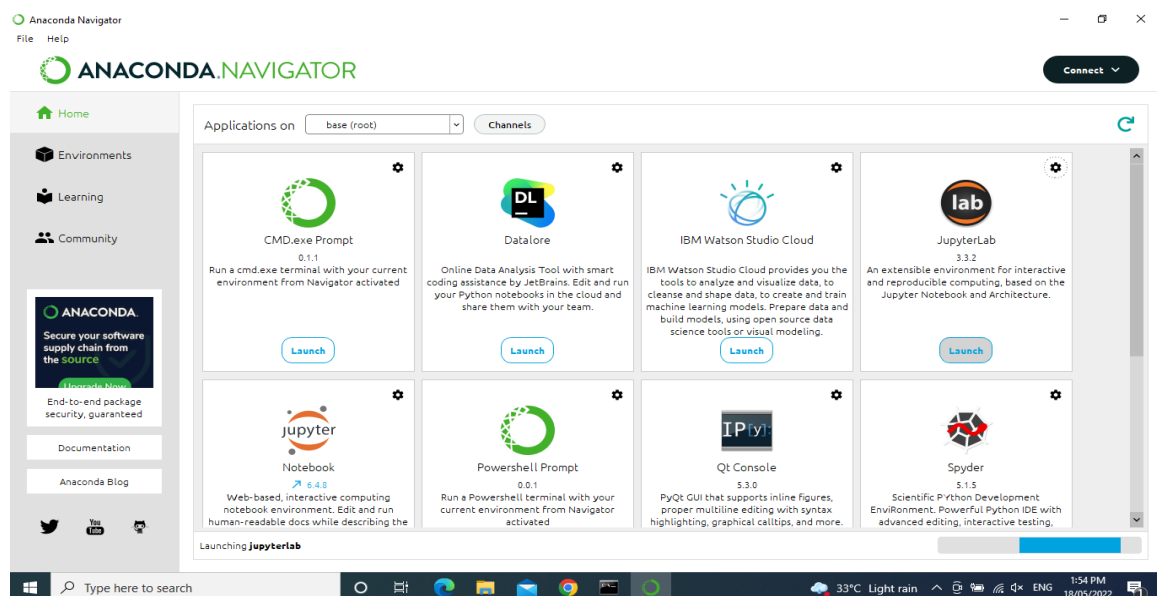 Anaconda Navigator
File Help
ANACONDA.NAVIGATOR
Connect
Home
Environments
Learning
Community
ANACONDA.
Secure your software
supply chain from
the source
Upgrade Now
End-to-end package
security, guaranteed
Documentation
Anaconda Blog
You
Tube
Applications on base (root) Channels
CMD.exe Prompt
0.1.1
Run a cmd.exe terminal with your current
environment from Navigator activated
Launch
DL
Datalore
Online Data Analysis Tool with smart
coding assistance by JetBrains. Edit and run
your Python notebooks in the cloud and
share them with your team.
Launch
IBM Watson Studio Cloud
IBM Watson Studio Cloud provides you the
tools to analyze and visualize data, to
cleanse and shape data, to create and train
machine learning models. Prepare data and
build models, using open source data
science tools or visual modeling.
Launch
lab
JupyterLab
3.3.2
An extensible environment for interactive
and reproducible computing, based on the
Jupyter Notebook and Architecture.
Launch
jupyter
Notebook
6.4.8
Web-based, interactive computing
notebook environment. Edit and run
human-readable docs while describing the
Powershell Prompt
0.0.1
Run a Powershell terminal with your
current environment from Navigator
activated
IP[y]:
Qt Console
5.3.0
PyQt GUI that supports inline figures,
proper multiline editing with syntax
highlighting, graphical calltips, and more.
Spyder
5.1.5
Scientific PYthon Development
EnviRonment. Powerful Python IDE with
advanced editing, interactive testing,
Launching jupyterlab
Type here to search
33°C Light rain
ENG
1:54 PM
18/05/2022
1